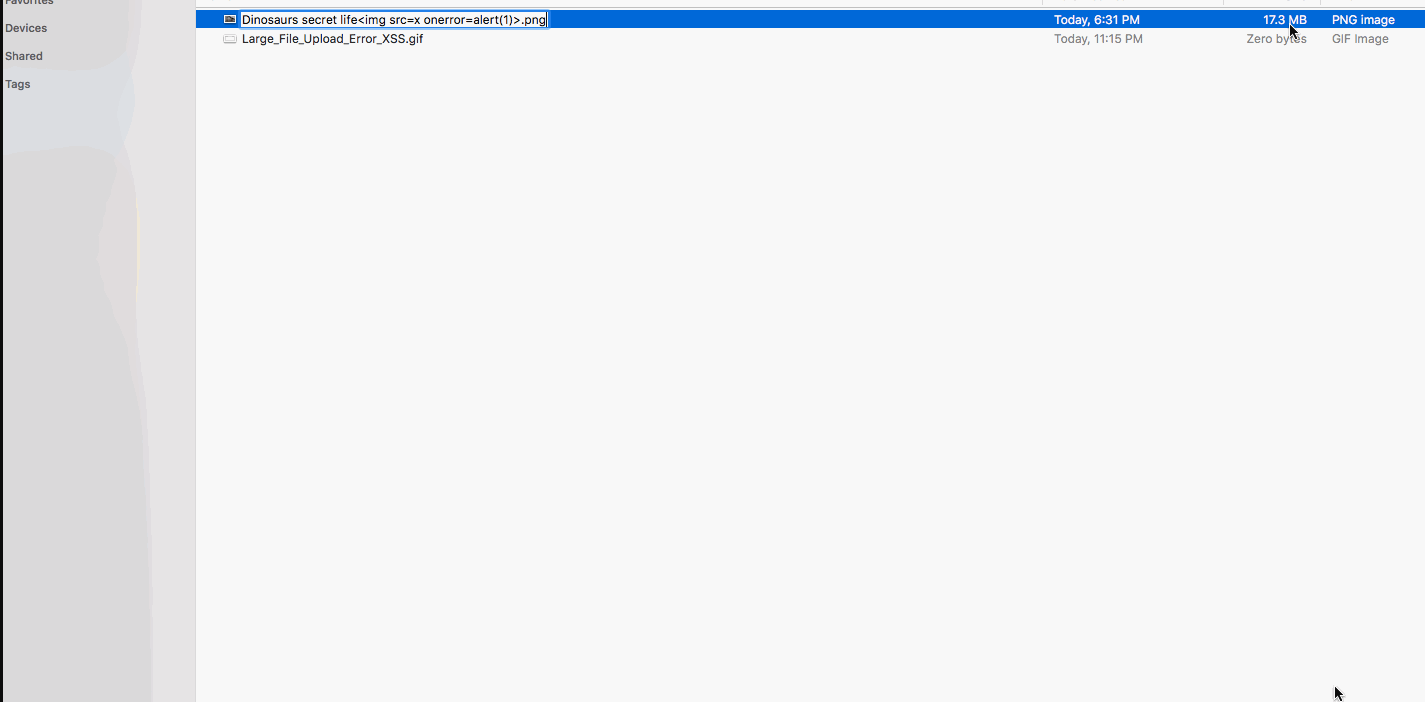 Favorites
Devices
Shared
Tags
Dinosaurs secret life<img src=x onerror=alert(1)>.png Today, 6:31 PM 17.3 MB PNG image
Large_File_Upload_Error_XSS.gif Today, 11:15 PM Zero bytes GIF Image